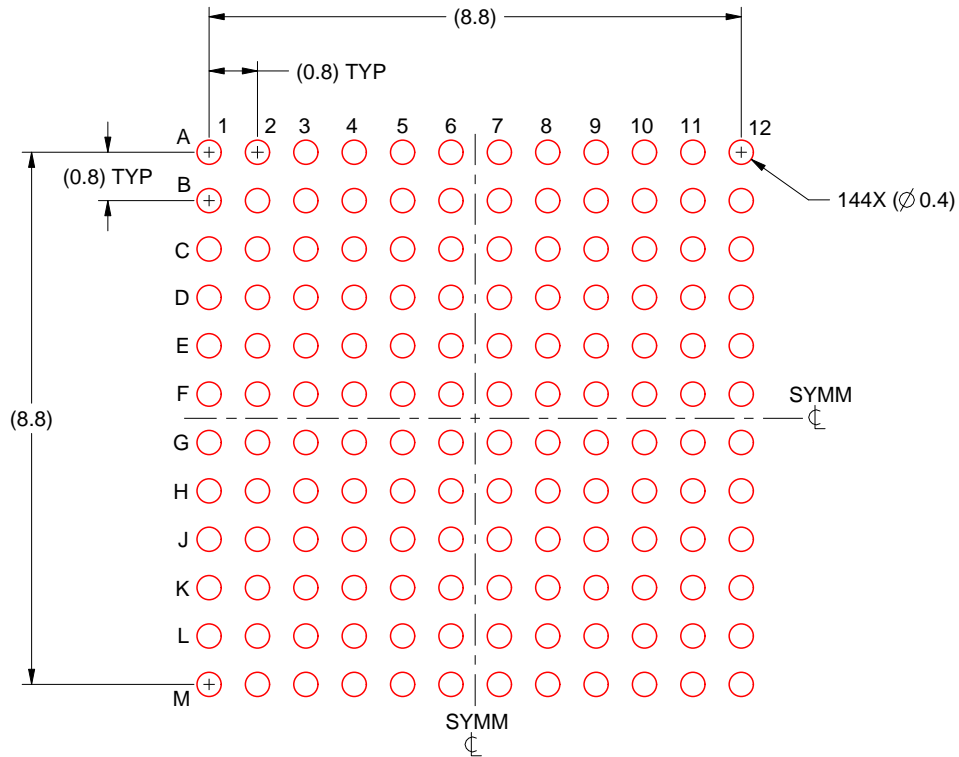 (8.8)
(0.8) TYP
1 2 3 4 5 6 7 8 9 10 11 12
A
(0.8) TYP
B
144X (∅ 0.4)
C
D
E
F
SYMM
℄
(8.8)
G
H
J
K
L
M
SYMM
℄